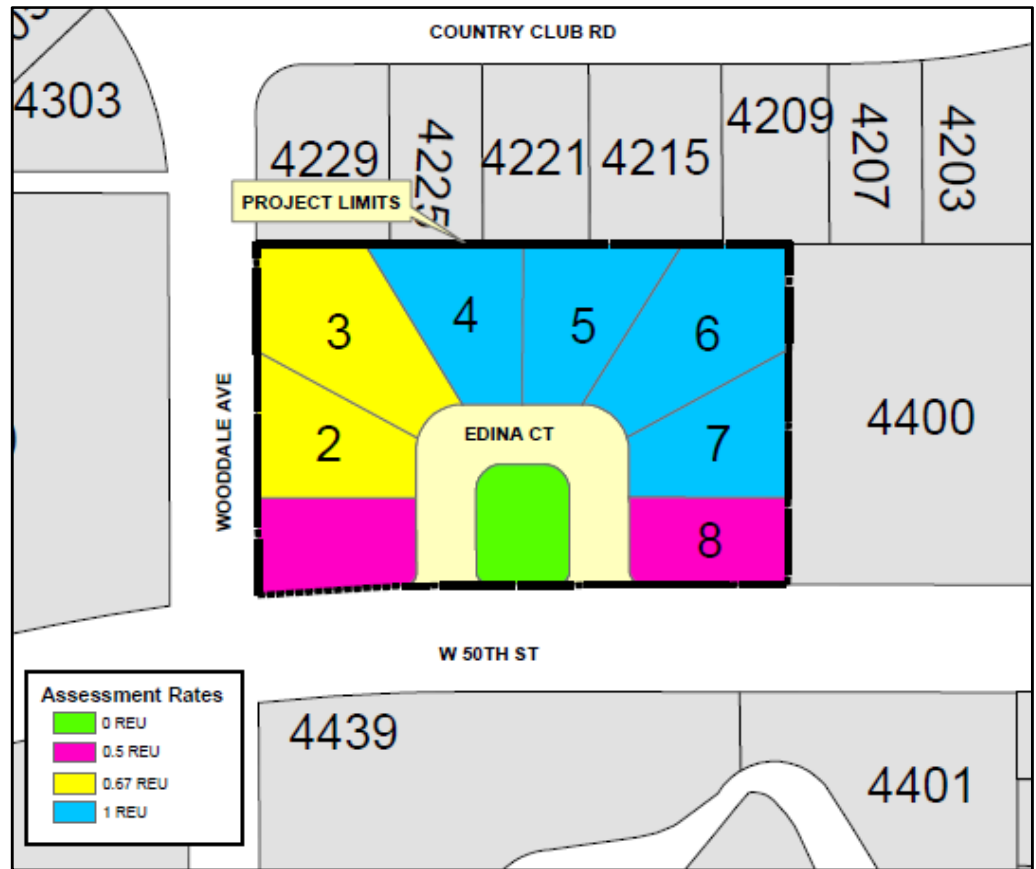 COUNTRY CLUB RD
4303
4229
4225
4221
4215
4209
4207
4203
PROJECT LIMITS
3
4
5
6
WOODDALE AVE
2
EDINA CT
7
4400
8
W 50TH ST
Assessment Rates
0 REU
0.5 REU
0.67 REU
1 REU
4439
4401